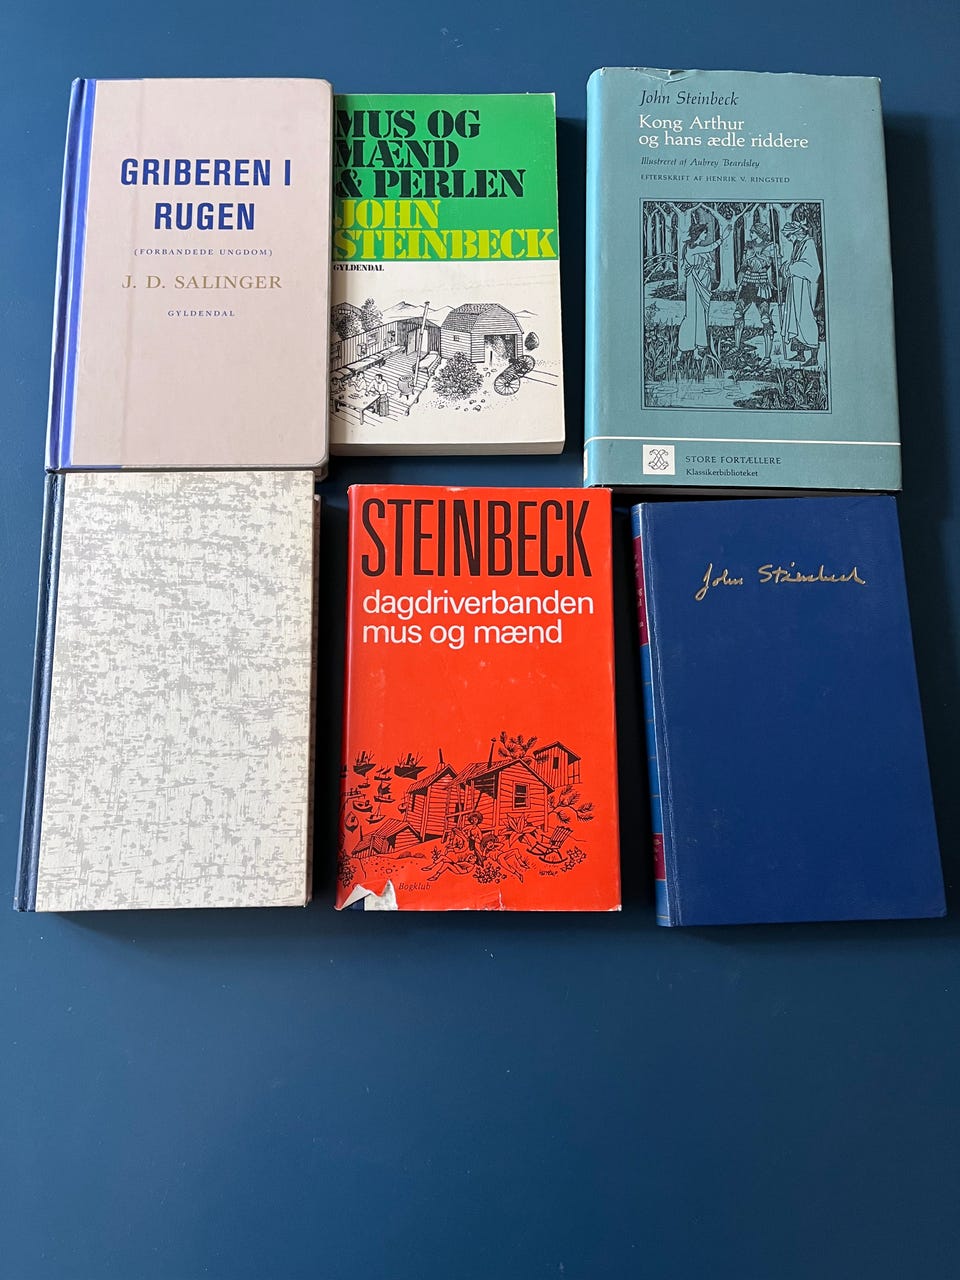 GRIBEREN I
RUGEN
(FORBANDEDE UNGDOM)
J. D. SALINGER
GYLDENDAL
MUS OG
MÆND
& PERLEN
JOHN
STEINBECK
GYLDENDAL
John Steinbeck
Kong Arthur
og hans ædle riddere
Illustreret af Aubrey Beardsley
EFTERSKRIFT AF HENRIK V. RINGSTED
STORE FORTÆLLERE
Klassikerbiblioteket
STEINBECK
dagdriverbanden
mus og mænd
Bogklub
John Steinbeck